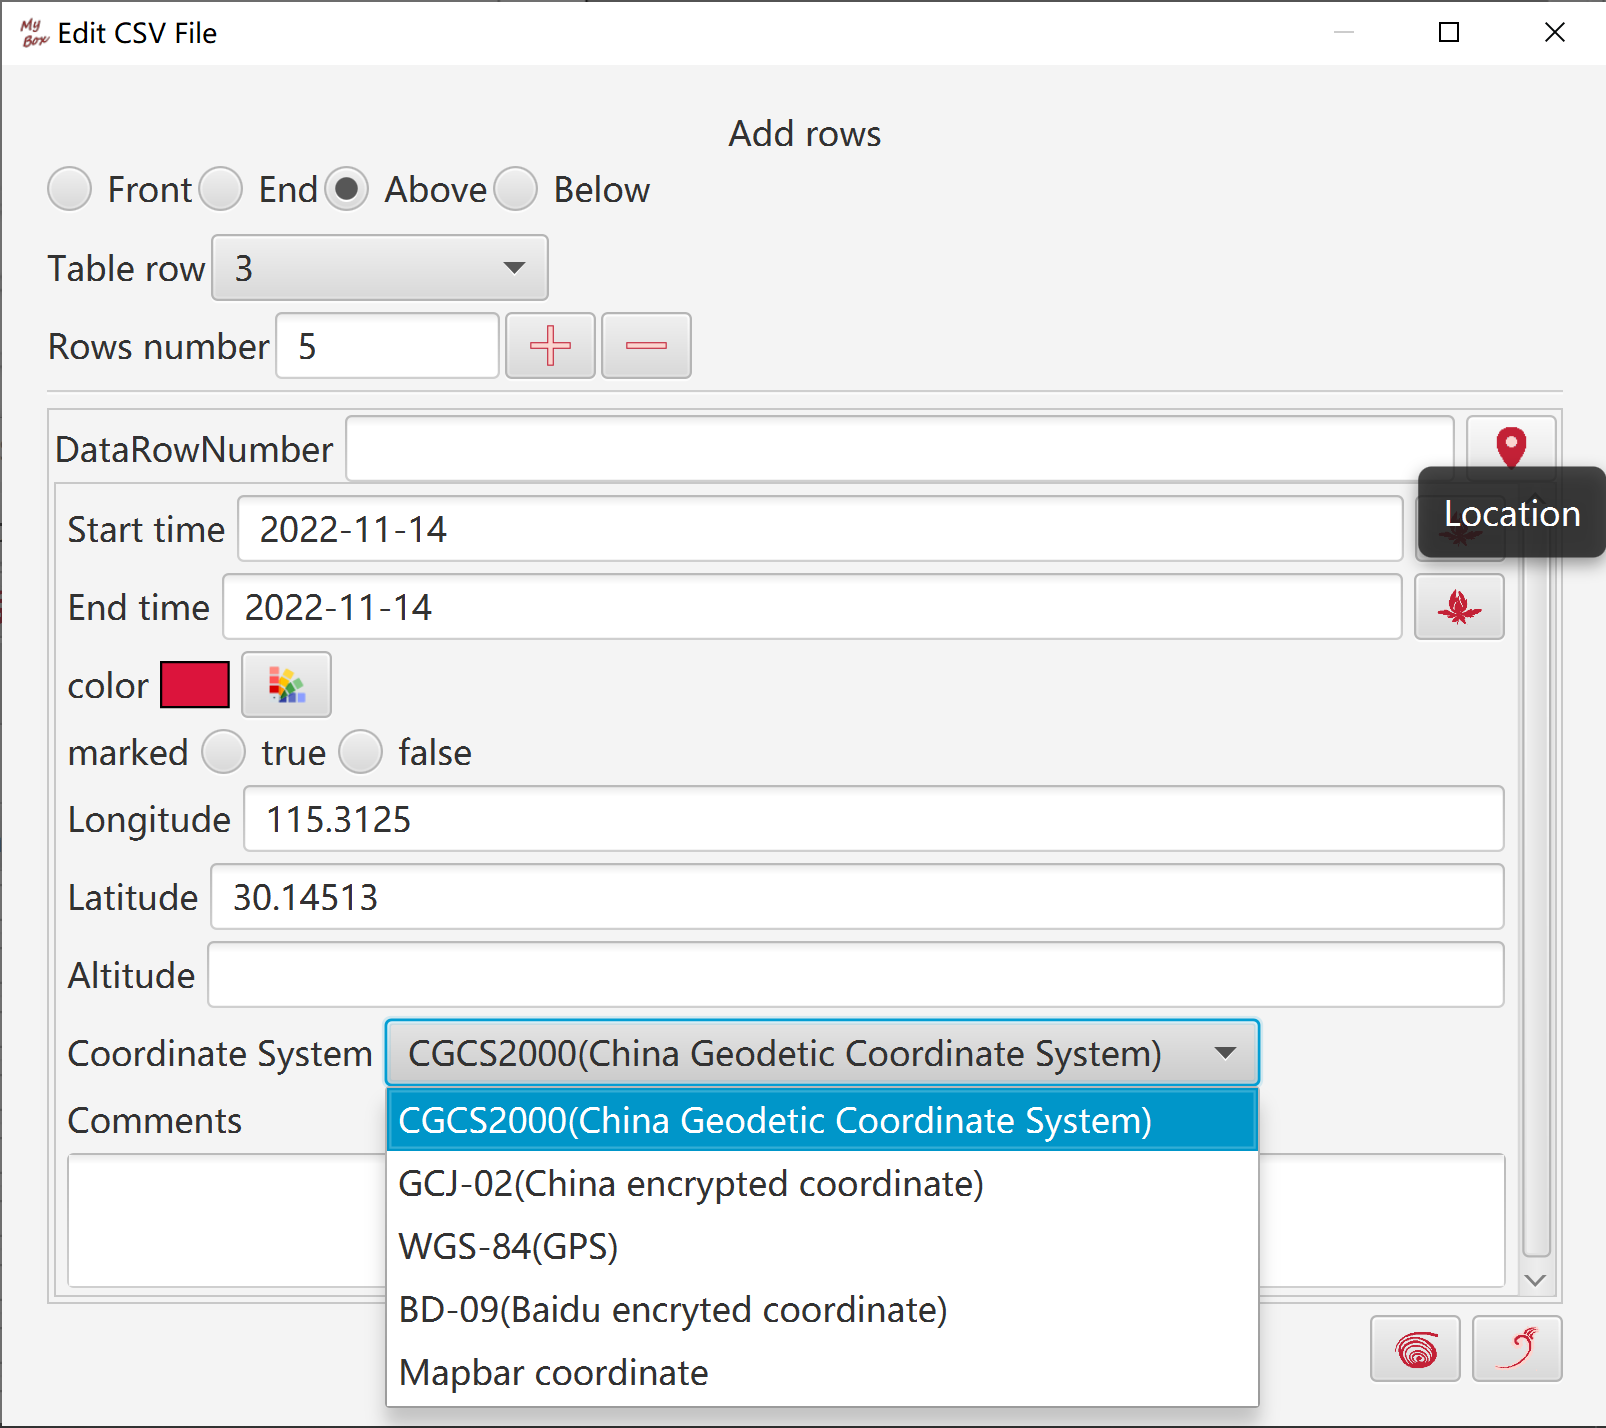 My Box Edit CSV File
Add rows
Front End Above Below
Table row 3
Rows number 5
DataRowNumber
Location
Start time 2022-11-14
End time 2022-11-14
color
marked true false
Longitude 115.3125
Latitude 30.14513
Altitude
Coordinate System CGCS2000(China Geodetic Coordinate System)
Comments
CGCS2000(China Geodetic Coordinate System)
GCJ-02(China encrypted coordinate)
WGS-84(GPS)
BD-09(Baidu encryted coordinate)
Mapbar coordinate